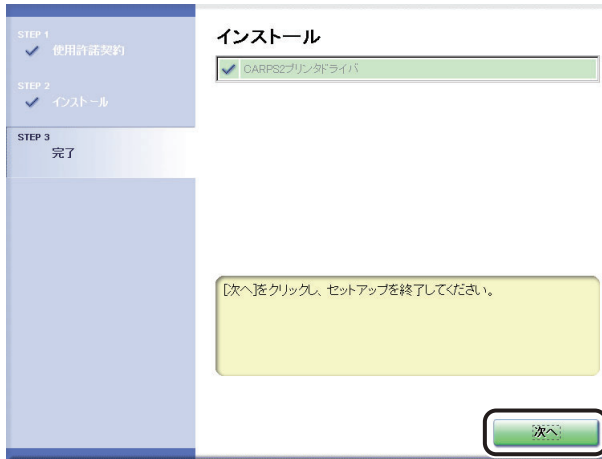 STEP 1
使用許諾契約
STEP 2
インストール
STEP 3
完了
インストール
CARPS2プリンタドライバ
[次へ]をクリックし、セットアップを終了してください。
次へ